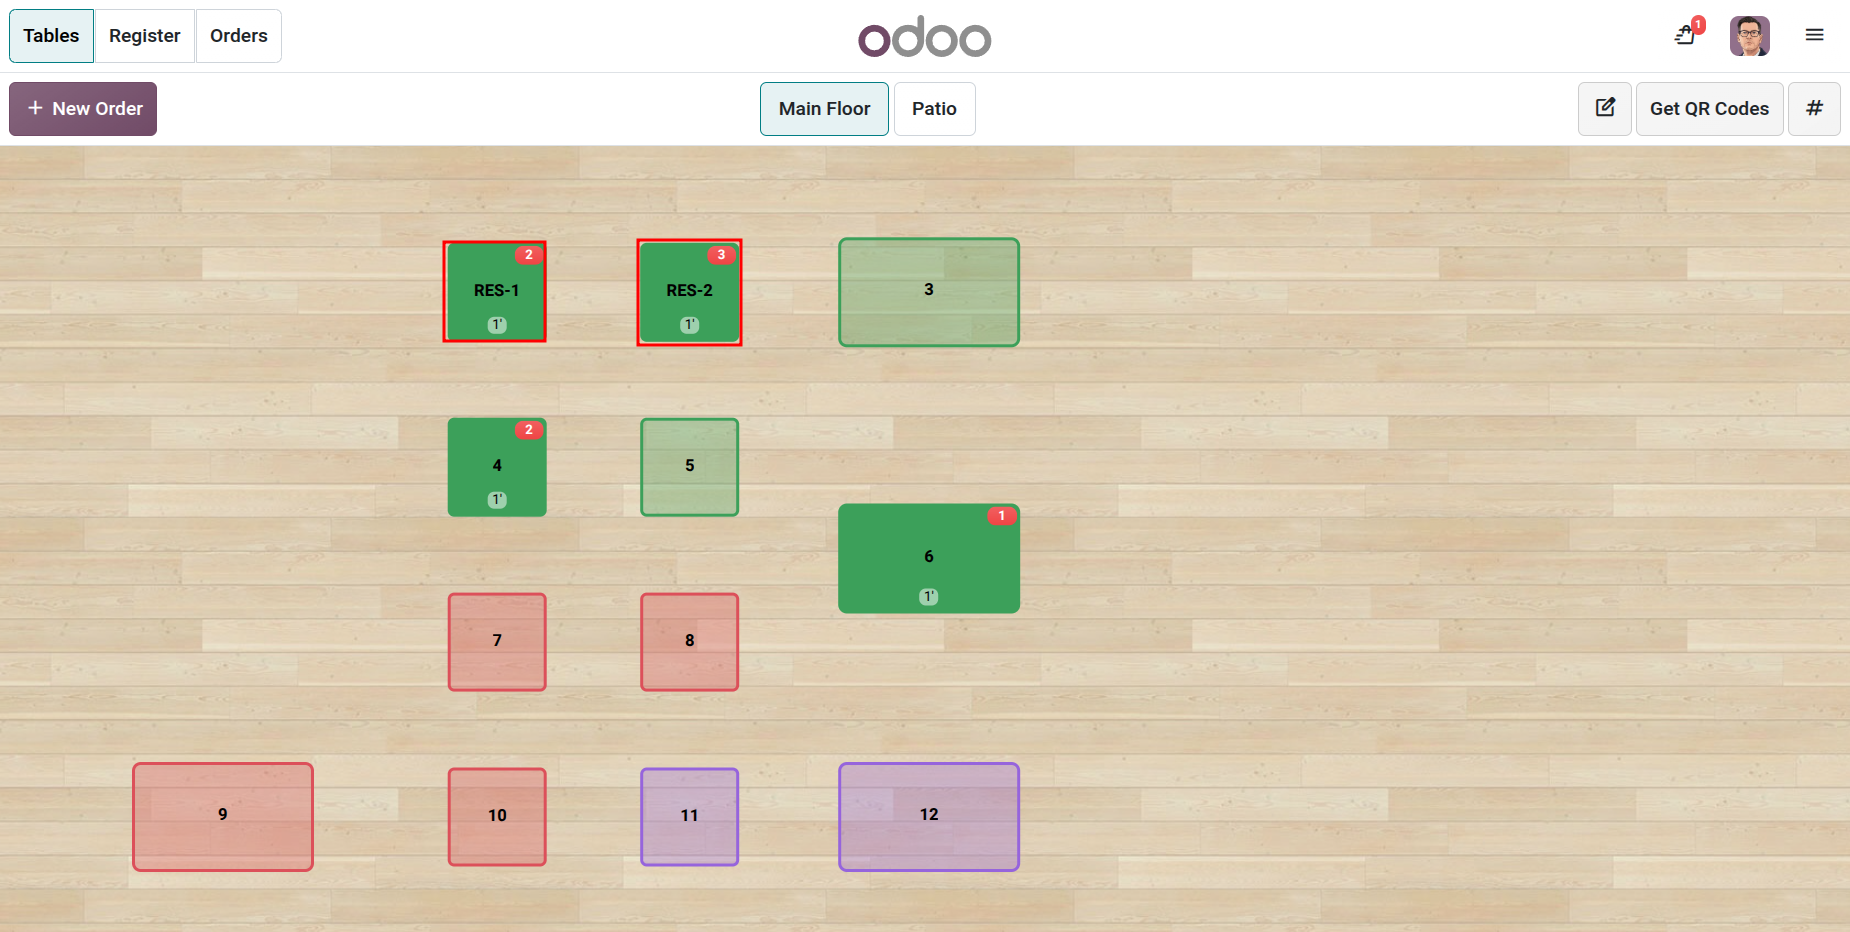 Tables Register Orders
odoo
1
+ New Order
Main Floor Patio
Get QR Codes #
2
RES-1
1'
3
RES-2
1'
3
2
4
1'
5
1
6
1'
7
8
9
10
11
12